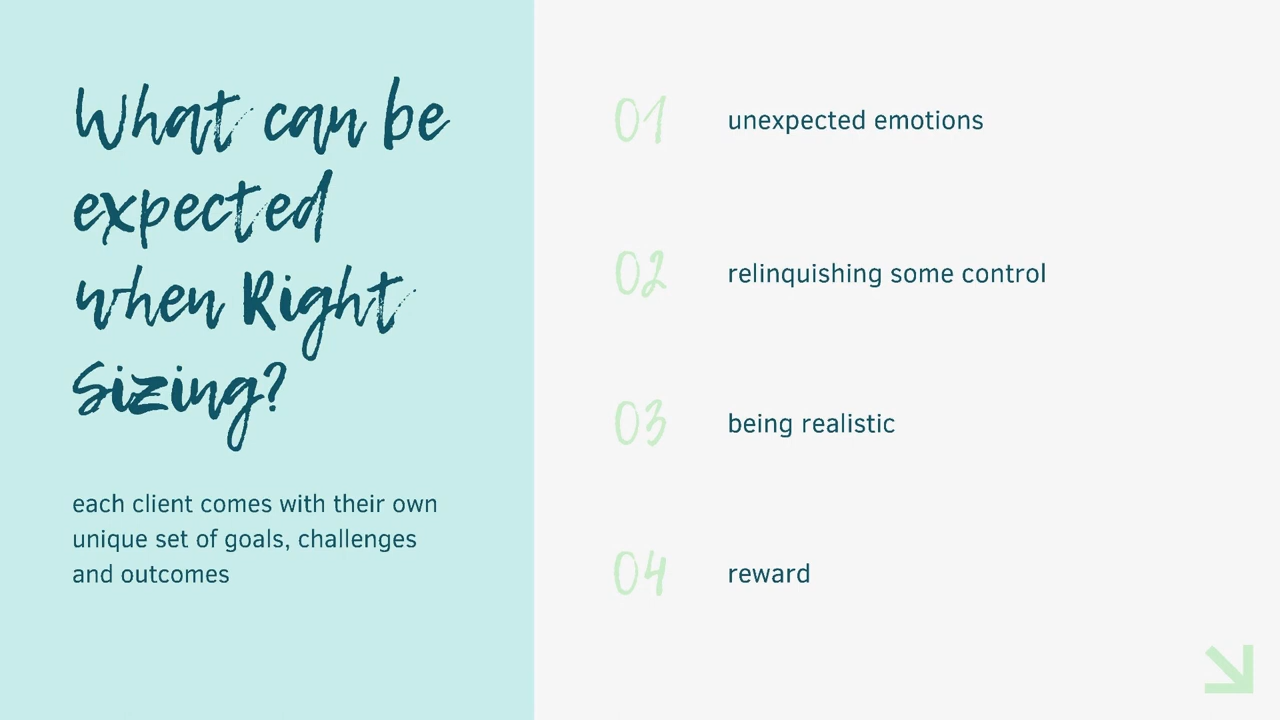 What can be
expected
when Right
Sizing?
each client comes with their own
unique set of goals, challenges
and outcomes
01 unexpected emotions
02 relinquishing some control
03 being realistic
04 reward